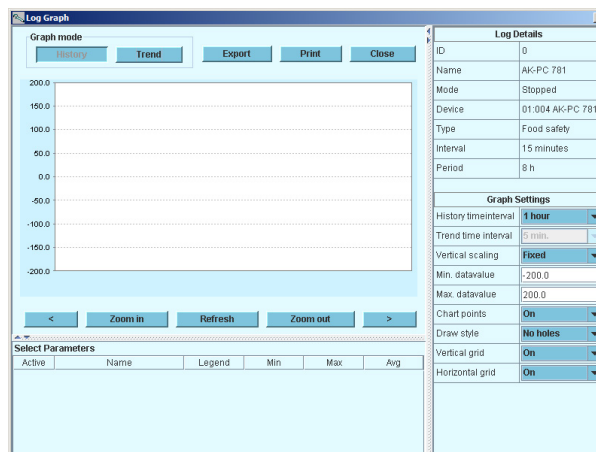 Log Graph
Graph mode
History Trend Export Print Close
200.0
150.0
100.0
50.0
0.0
-50.0
-100.0
-150.0
-200.0
< Zoom in Refresh Zoom out >
Select Parameters
Active Name Legend Min Max Avg
Log Details
ID 0
Name AK-PC 781
Mode Stopped
Device 01:004 AK-PC 781
Type Food safety
Interval 15 minutes
Period 8 h
Graph Settings
History timeinterval 1 hour
Trend time interval 5 min.
Vertical scaling Fixed
Min. datavalue -200.0
Max. datavalue 200.0
Chart points On
Draw style No holes
Vertical grid On
Horizontal grid On